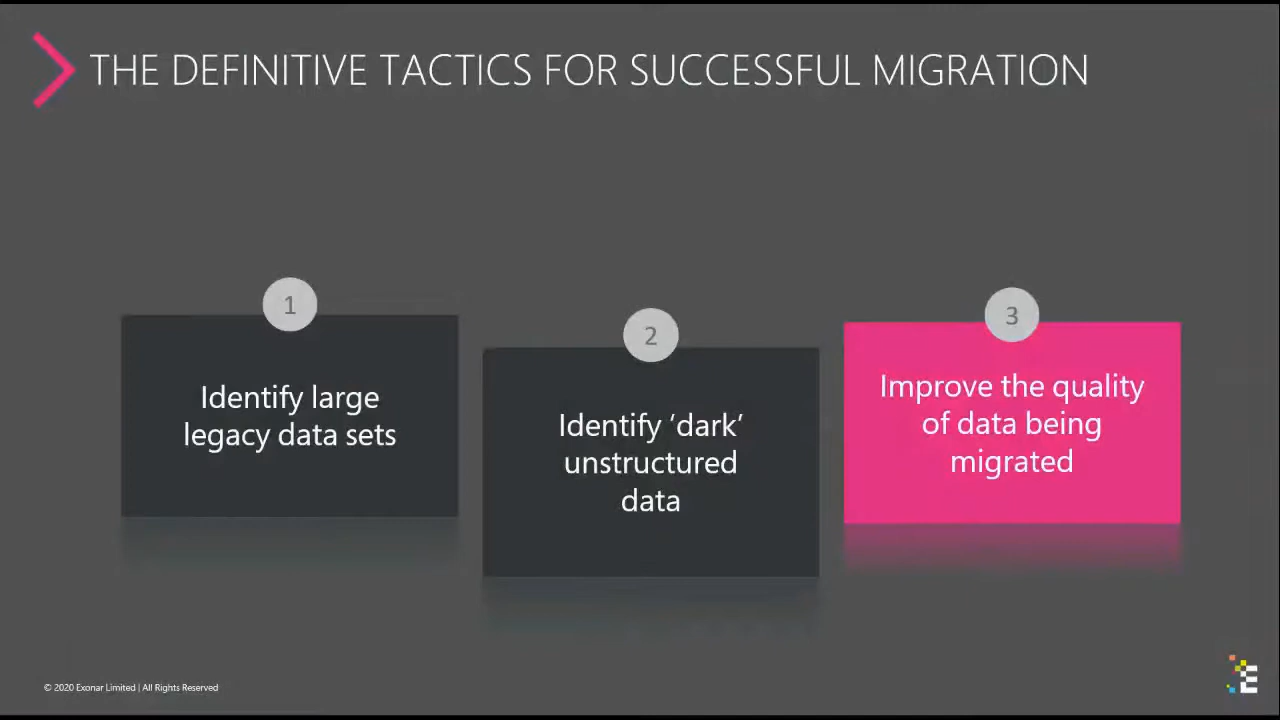 THE DEFINITIVE TACTICS FOR SUCCESSFUL MIGRATION
1
Identify large
legacy data sets
2
Identify ‘dark’
unstructured
data
3
Improve the quality
of data being
migrated
© 2020 Exonar Limited | All Rights Reserved